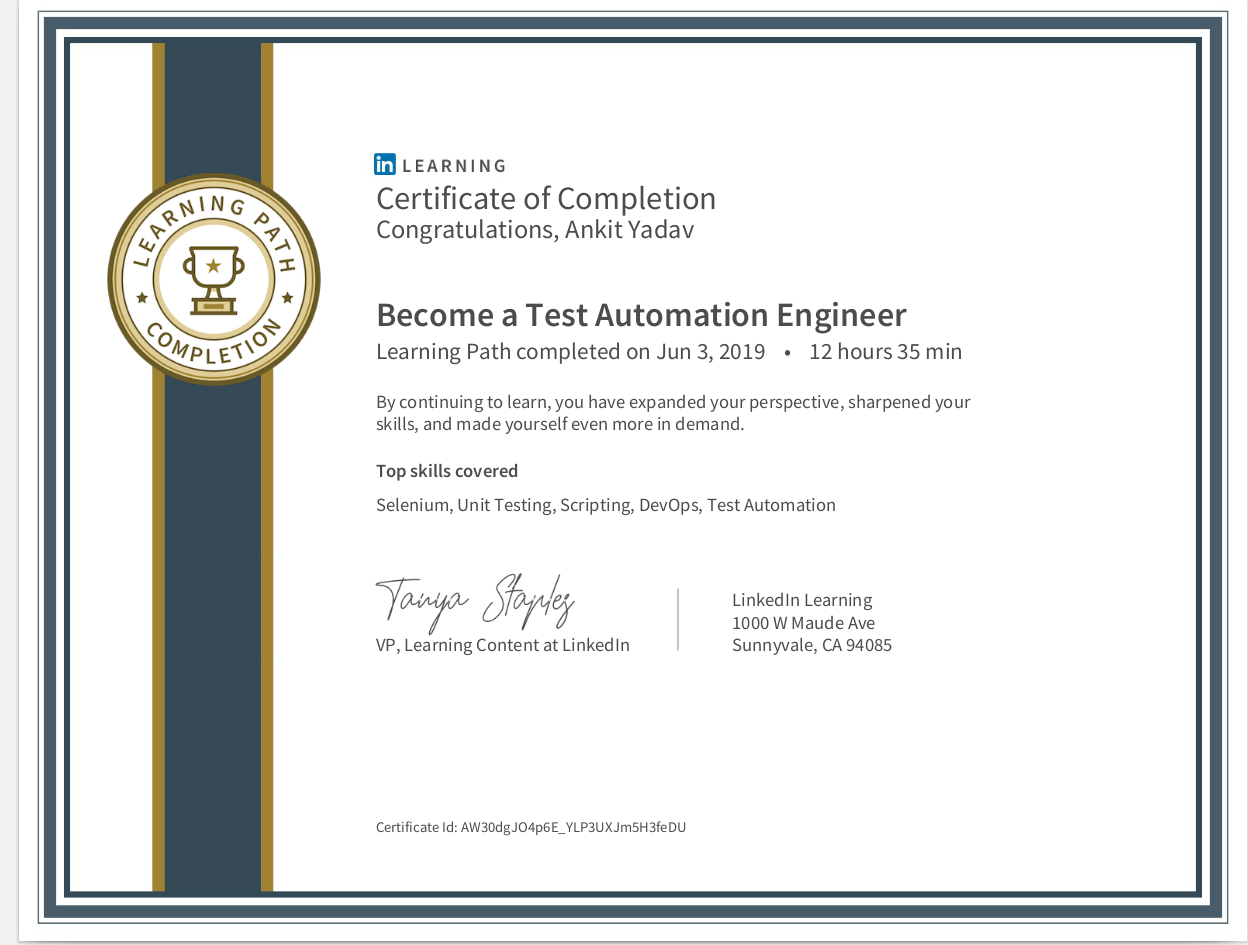 LEARNING PATH
COMPLETION
in LEARNING
Certificate of Completion
Congratulations, Ankit Yadav
Become a Test Automation Engineer
Learning Path completed on Jun 3, 2019 • 12 hours 35 min
By continuing to learn, you have expanded your perspective, sharpened your
skills, and made yourself even more in demand.
Top skills covered
Selenium, Unit Testing, Scripting, DevOps, Test Automation
Tanya Staples
VP, Learning Content at LinkedIn
LinkedIn Learning
1000 W Maude Ave
Sunnyvale, CA 94085
Certificate Id: AW30dgJO4p6E_YLP3UXJm5H3feDU